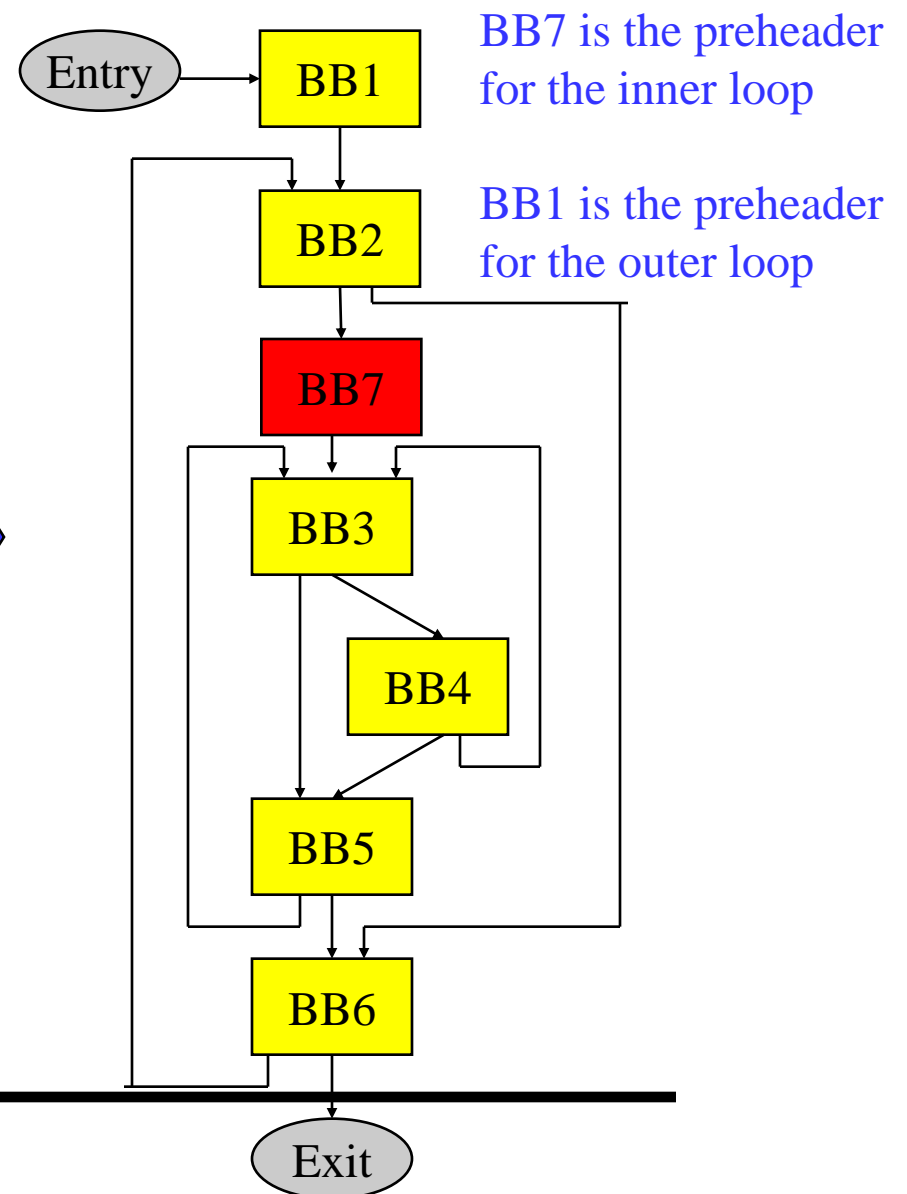 BB7 is the preheader
for the inner loop
Entry
BB1
BB1 is the preheader
for the outer loop
BB2
BB7
BB3
BB4
BB5
BB6
Exit